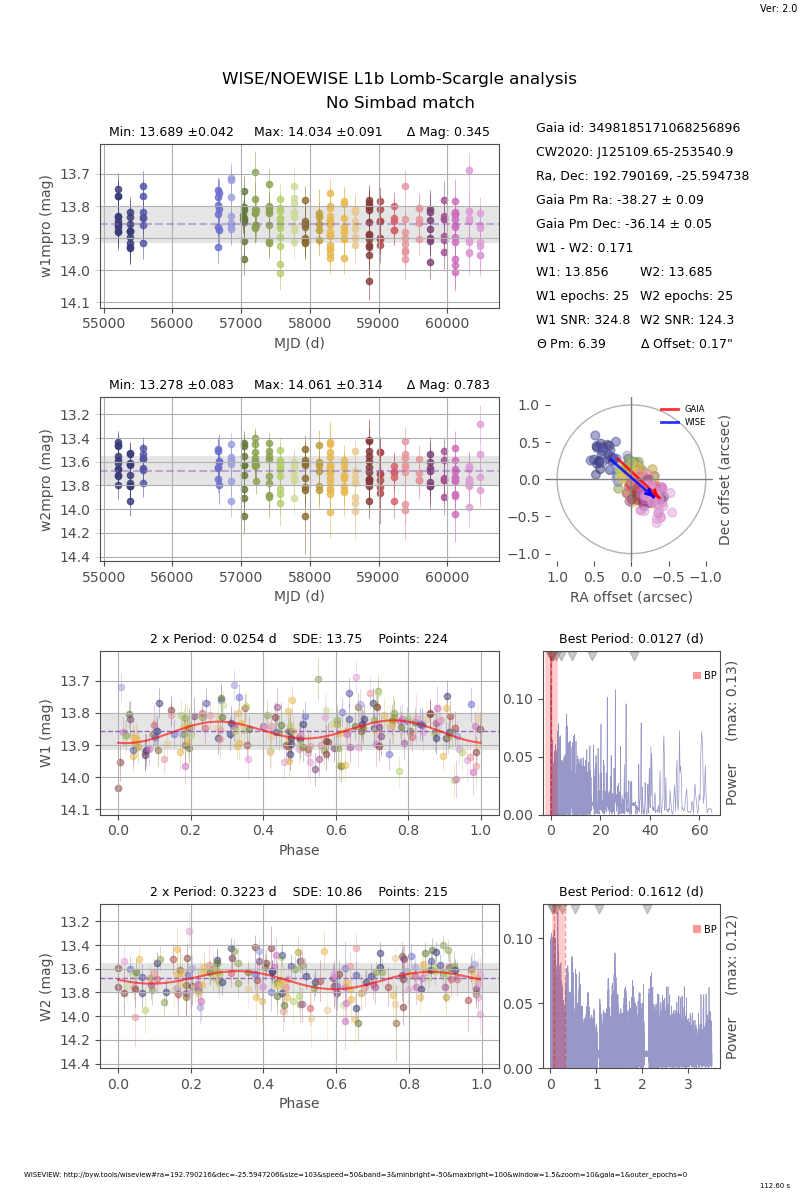 Ver: 2.0
WISE/NOEWISE L1b Lomb-Scargle analysis
No Simbad match
Min: 13.689 ±0.042 Max: 14.034 ±0.091 Δ Mag: 0.345
13.7
13.8
13.9
14.0
14.1
w1mpro (mag)
55000 56000 57000 58000 59000 60000
MJD (d)
Gaia id: 3498185171068256896
CW2020: J125109.65-253540.9
Ra, Dec: 192.790169, -25.594738
Gaia Pm Ra: -38.27 ± 0.09
Gaia Pm Dec: -36.14 ± 0.05
W1 - W2: 0.171
W1: 13.856 W2: 13.685
W1 epochs: 25 W2 epochs: 25
W1 SNR: 324.8 W2 SNR: 124.3
Θ Pm: 6.39 Δ Offset: 0.17"
Min: 13.278 ±0.083 Max: 14.061 ±0.314 Δ Mag: 0.783
13.2
13.4
13.6
13.8
14.0
14.2
14.4
w2mpro (mag)
55000 56000 57000 58000 59000 60000
MJD (d)
GAIA
WISE
1.0
0.5
0.0
−0.5
−1.0
Dec offset (arcsec)
1.0 0.5 0.0 −0.5 −1.0
RA offset (arcsec)
2 x Period: 0.0254 d SDE: 13.75 Points: 224
13.7
13.8
13.9
14.0
14.1
W1 (mag)
0.0 0.2 0.4 0.6 0.8 1.0
Phase
Best Period: 0.0127 (d)
BP
0.10
0.05
0.00
Power (max: 0.13)
0 20 40 60
2 x Period: 0.3223 d SDE: 10.86 Points: 215
13.2
13.4
13.6
13.8
14.0
14.2
14.4
W2 (mag)
0.0 0.2 0.4 0.6 0.8 1.0
Phase
Best Period: 0.1612 (d)
BP
0.10
0.05
0.00
Power (max: 0.12)
0 1 2 3
WISEVIEW: http://byw.tools/wiseview#ra=192.790216&dec=-25.5947206&size=103&speed=50&band=3&minbright=-50&maxbright=100&window=1.5&zoom=10&gaia=1&outer_epochs=0
112.60 s